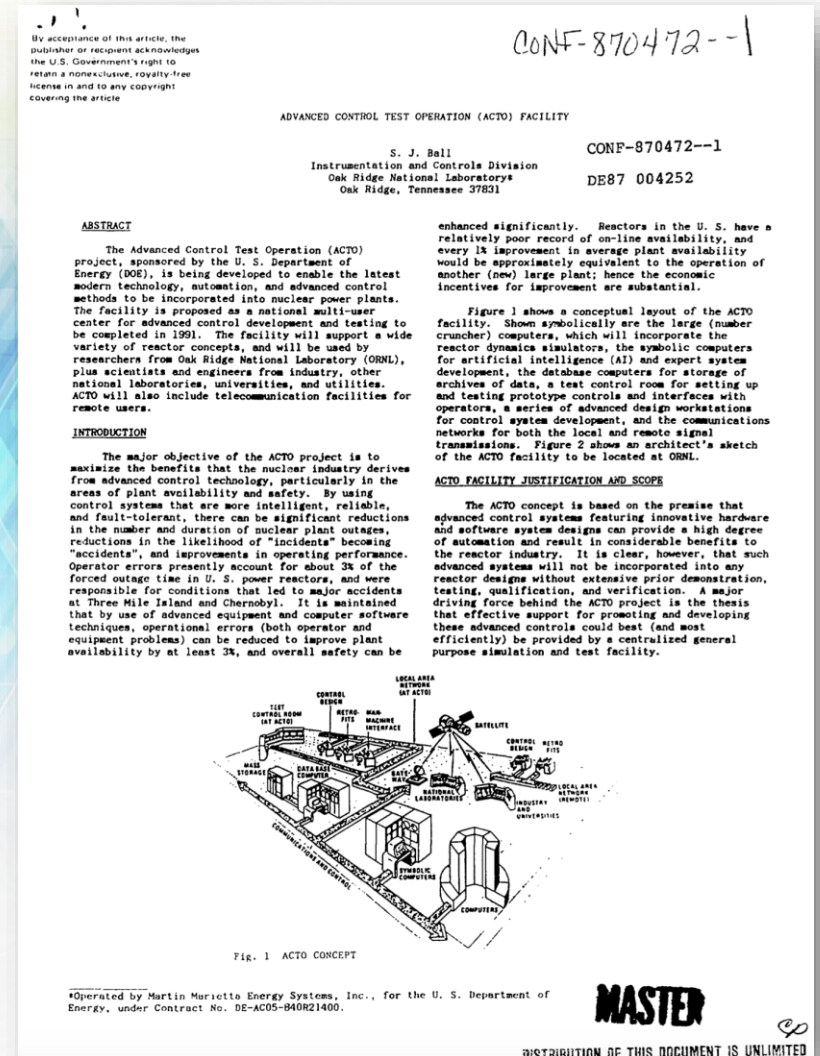 By acceptance of this article, the
publisher or recipient acknowledges
the U.S. Government's right to
retain a nonexclusive, royalty-free
license in and to any copyright
covering the article
CONF-870472--1
ADVANCED CONTROL TEST OPERATION (ACTO) FACILITY
S. J. Ball
Instrumentation and Controls Division
Oak Ridge National Laboratory*
Oak Ridge, Tennessee 37831
CONF-870472--1
DE87 004252
ABSTRACT
The Advanced Control Test Operation (ACTO)
project, sponsored by the U. S. Department of
Energy (DOE), is being developed to enable the latest
modern technology, automation, and advanced control
methods to be incorporated into nuclear power plants.
The facility is proposed as a national multi-user
center for advanced control development and testing to
be completed in 1991. The facility will support a wide
variety of reactor concepts, and will be used by
researchers from Oak Ridge National Laboratory (ORNL),
plus scientists and engineers from industry, other
national laboratories, universities, and utilities.
ACTO will also include telecommunication facilities for
remote users.
INTRODUCTION
The major objective of the ACTO project is to
maximize the benefits that the nuclear industry derives
from advanced control technology, particularly in the
areas of plant availability and safety. By using
control systems that are more intelligent, reliable,
and fault-tolerant, there can be significant reductions
in the number and duration of nuclear plant outages,
reductions in the likelihood of "incidents" becoming
"accidents", and improvements in operating performance.
Operator errors presently account for about 3% of the
forced outage time in U. S. power reactors, and were
responsible for conditions that led to major accidents
at Three Mile Island and Chernobyl. It is maintained
that by use of advanced equipment and computer software
techniques, operational errors (both operator and
equipment problems) can be reduced to improve plant
availability by at least 3%, and overall safety can be
enhanced significantly. Reactors in the U. S. have a
relatively poor record of on-line availability, and
every 1% improvement in average plant availability
would be approximately equivalent to the operation of
another (new) large plant; hence the economic
incentives for improvement are substantial.
Figure 1 shows a conceptual layout of the ACTO
facility. Shown symbolically are the large (number
cruncher) computers, which will incorporate the
reactor dynamics simulators, the symbolic computers
for artificial intelligence (AI) and expert system
development, the database computers for storage of
archives of data, a test control room for setting up
and testing prototype controls and interfaces with
operators, a series of advanced design workstations
for control system development, and the communications
networks for both the local and remote signal
transmissions. Figure 2 shows an architect's sketch
of the ACTO facility to be located at ORNL.
ACTO FACILITY JUSTIFICATION AND SCOPE
The ACTO concept is based on the premise that
advanced control systems featuring innovative hardware
and software system designs can provide a high degree
of automation and result in considerable benefits to
the reactor industry. It is clear, however, that such
advanced systems will not be incorporated into any
reactor designs without extensive prior demonstration,
testing, qualification, and verification. A major
driving force behind the ACTO project is the thesis
that effective support for promoting and developing
these advanced controls could best (and most
efficiently) be provided by a centralized general
purpose simulation and test facility.
LOCAL AREA
NETWORK
(AT ACTO)
CONTROL
DESIGN
TEST
CONTROL ROOM
(AT ACTO)
RETRO-
FITS
MAN-
MACHINE
INTERFACE
SATELLITE
CONTROL
DESIGN
RETRO
FITS
MASS
STORAGE
DATA BASE
COMPUTER
GATE-
WAY
NATIONAL
LABORATORIES
LOCAL AREA
NETWORK
(REMOTE)
INDUSTRY
AND
UNIVERSITIES
COMMUNICATIONS AND CONTROL
SYMBOLIC
COMPUTERS
COMPUTERS
Fig. 1 ACTO CONCEPT
*Operated by Martin Marietta Energy Systems, Inc., for the U. S. Department of
Energy, under Contract No. DE-AC05-84OR21400.
MASTER
DISTRIBUTION OF THIS DOCUMENT IS UNLIMITED